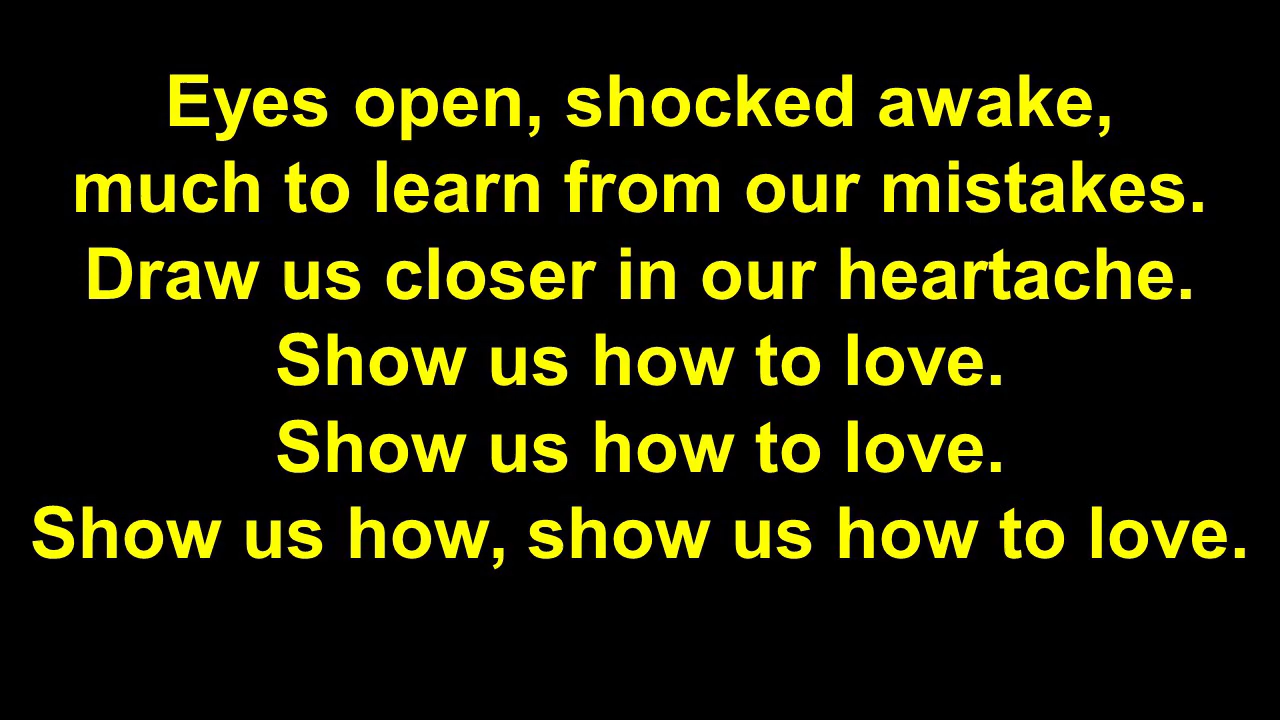 Eyes open, shocked awake,
much to learn from our mistakes.
Draw us closer in our heartache.
Show us how to love.
Show us how to love.
Show us how, show us how to love.